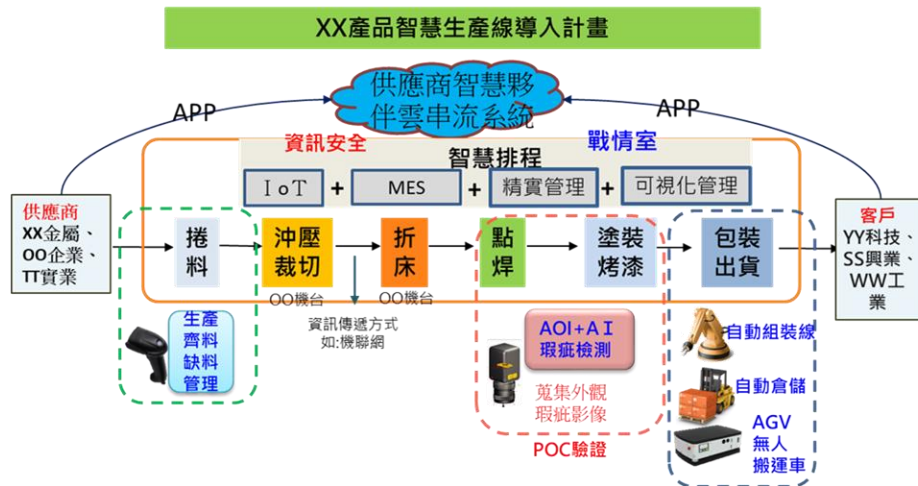 XX產品智慧生產線導入計畫
供應商智慧夥
伴雲串流系統
APP
APP
資訊安全
戰情室
智慧排程
IoT + MES + 精實管理 + 可視化管理
供應商
XX金屬、
OO企業、
TT實業
捲
料
沖壓
裁切
折
床
點
焊
塗裝
烤漆
包裝
出貨
客戶
YY科技、
SS興業、
WW工
業
OO機台
OO機台
資訊傳遞方式
如:機聯網
生產
齊料
缺料
管理
AOI+AI
瑕疵檢測
蒐集外觀
瑕疵影像
POC驗證
自動組裝線
自動倉儲
AGV
無人
搬運車